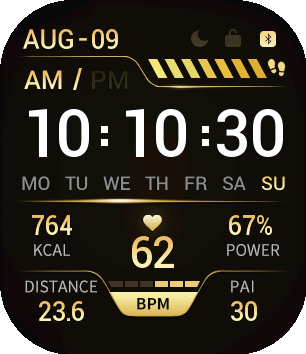 AUG-09
AM / PM
10:10:30
MO TU WE TH FR SA SU
764
KCAL
62
BPM
67%
POWER
DISTANCE
23.6
PAI
30